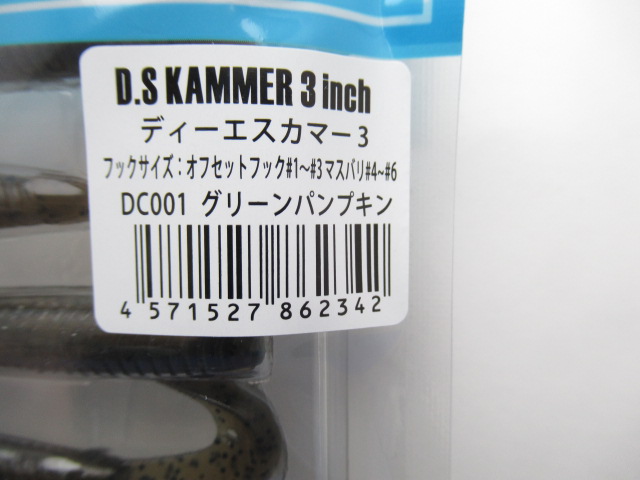 D.S KAMMER 3 inch
ディーエスカマー3
フックサイズ：オフセットフック#1～#3マスバリ#4~#6
DC001 グリーンパンプキン
4 571527 862342